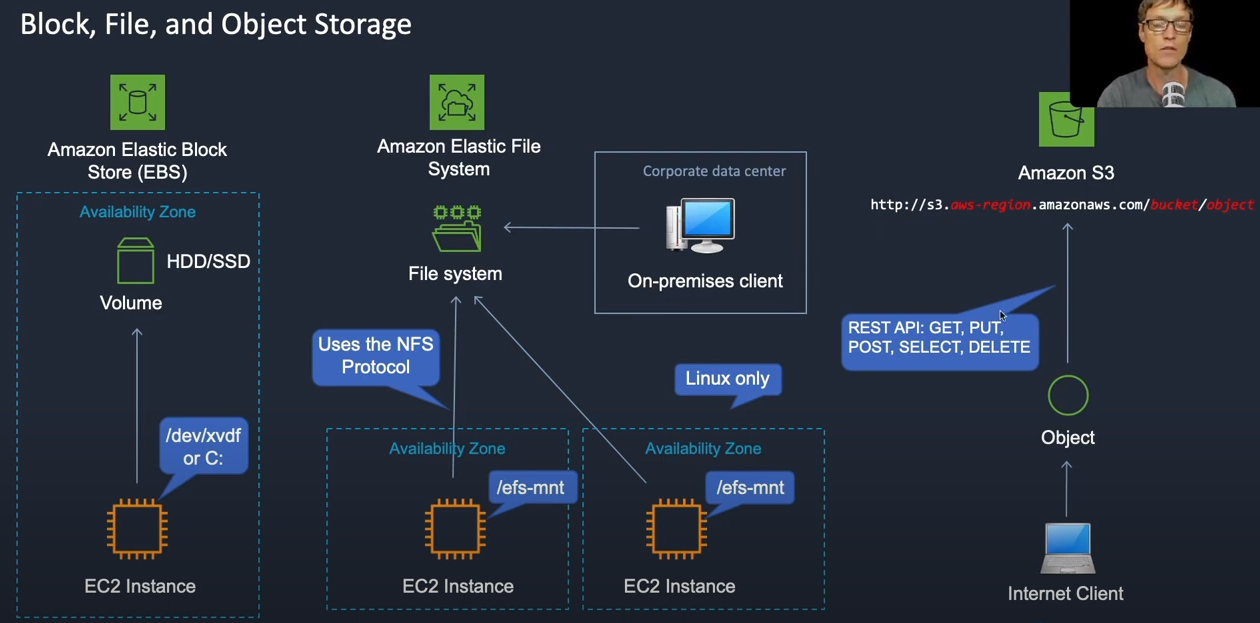 Block, File, and Object Storage
Amazon Elastic Block
Store (EBS)
Availability Zone
HDD/SSD
Volume
/dev/xvdf
or C:
EC2 Instance
Amazon Elastic File
System
File system
Uses the NFS
Protocol
Corporate data center
On-premises client
Linux only
Availability Zone
/efs-mnt
EC2 Instance
Availability Zone
/efs-mnt
EC2 Instance
Amazon S3
http://s3.aws-region.amazonaws.com/bucket/object
REST API: GET, PUT,
POST, SELECT, DELETE
Object
Internet Client